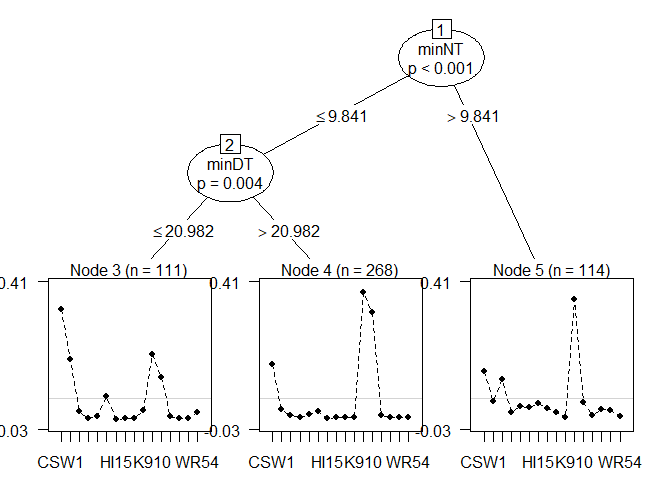 1
minNT
p < 0.001
≤ 9.841
> 9.841
2
minDT
p = 0.004
≤ 20.982
> 20.982
Node 3 (n = 111)
Node 4 (n = 268)
Node 5 (n = 114)
0.41
0.41
0.41
-0.03
-0.03
-0.03
CSW1 HI15K910 WR54
CSW1 HI15K910 WR54
CSW1 HI15K910 WR54